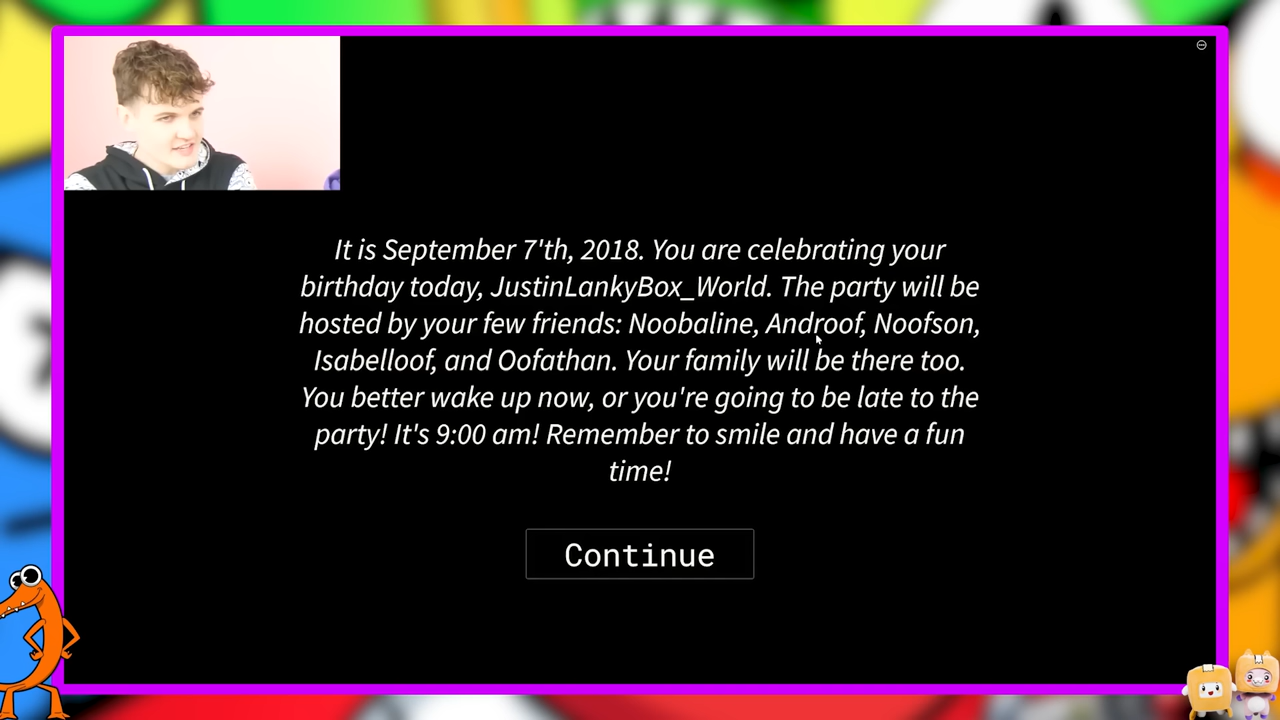 It is September 7'th, 2018. You are celebrating your
birthday today, JustinLankyBox_World. The party will be
hosted by your few friends: Noobaline, Androof, Noofson,
Isabelloof, and Oofathan. Your family will be there too.
You better wake up now, or you're going to be late to the
party! It's 9:00 am! Remember to smile and have a fun
time!
Continue